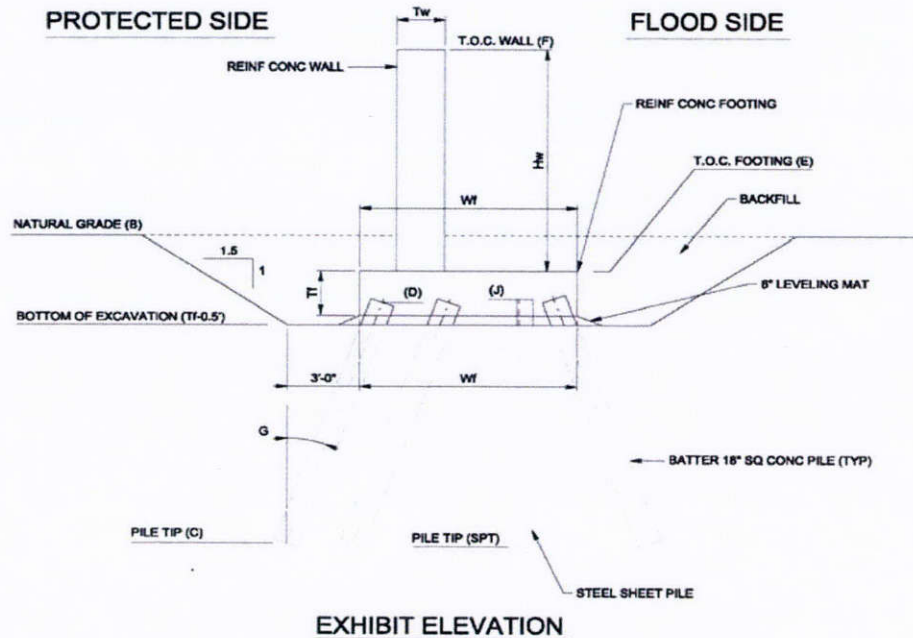 PROTECTED SIDE
Tw
FLOOD SIDE
T.O.C. WALL (F)
REINF CONC WALL
REINF CONC FOOTING
Hw
T.O.C. FOOTING (E)
Wf
BACKFILL
NATURAL GRADE (B)
1.5
1
Tf
(D)
(J)
6" LEVELING MAT
BOTTOM OF EXCAVATION (Tf-0.5')
3'-0"
Wf
G
BATTER 18" SQ CONC PILE (TYP)
PILE TIP (C)
PILE TIP (SPT)
STEEL SHEET PILE
EXHIBIT ELEVATION